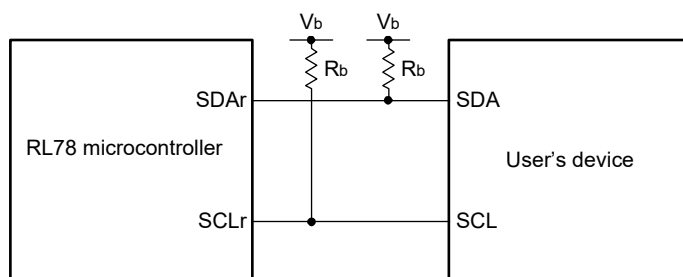 Vb Vb
Rb Rb
SDAr SDA
RL78 microcontroller User’s device
SCLr SCL